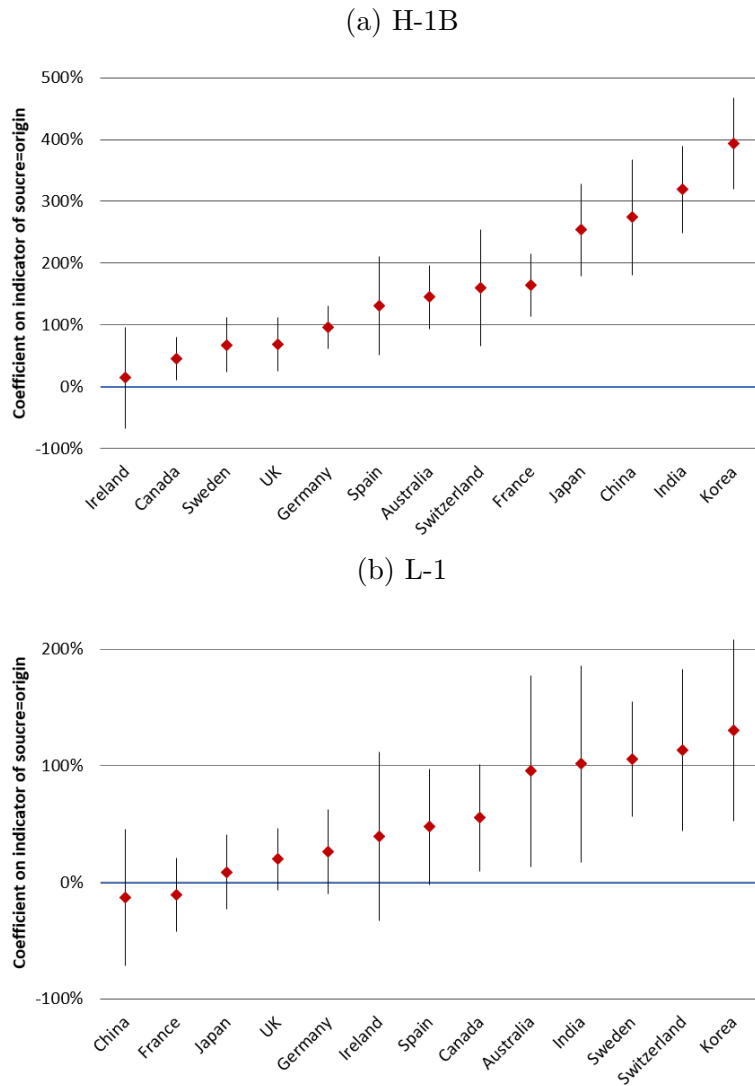 (a) H-1B
Coefficient on indicator of soucre=origin
500%
400%
300%
200%
100%
0%
-100%
Ireland
Canada
Sweden
UK
Germany
Spain
Australia
Switzerland
France
Japan
China
India
Korea
(b) L-1
Coefficient on indicator of soucre=origin
200%
100%
0%
-100%
China
France
Japan
UK
Germany
Ireland
Spain
Canada
Australia
India
Sweden
Switzerland
Korea